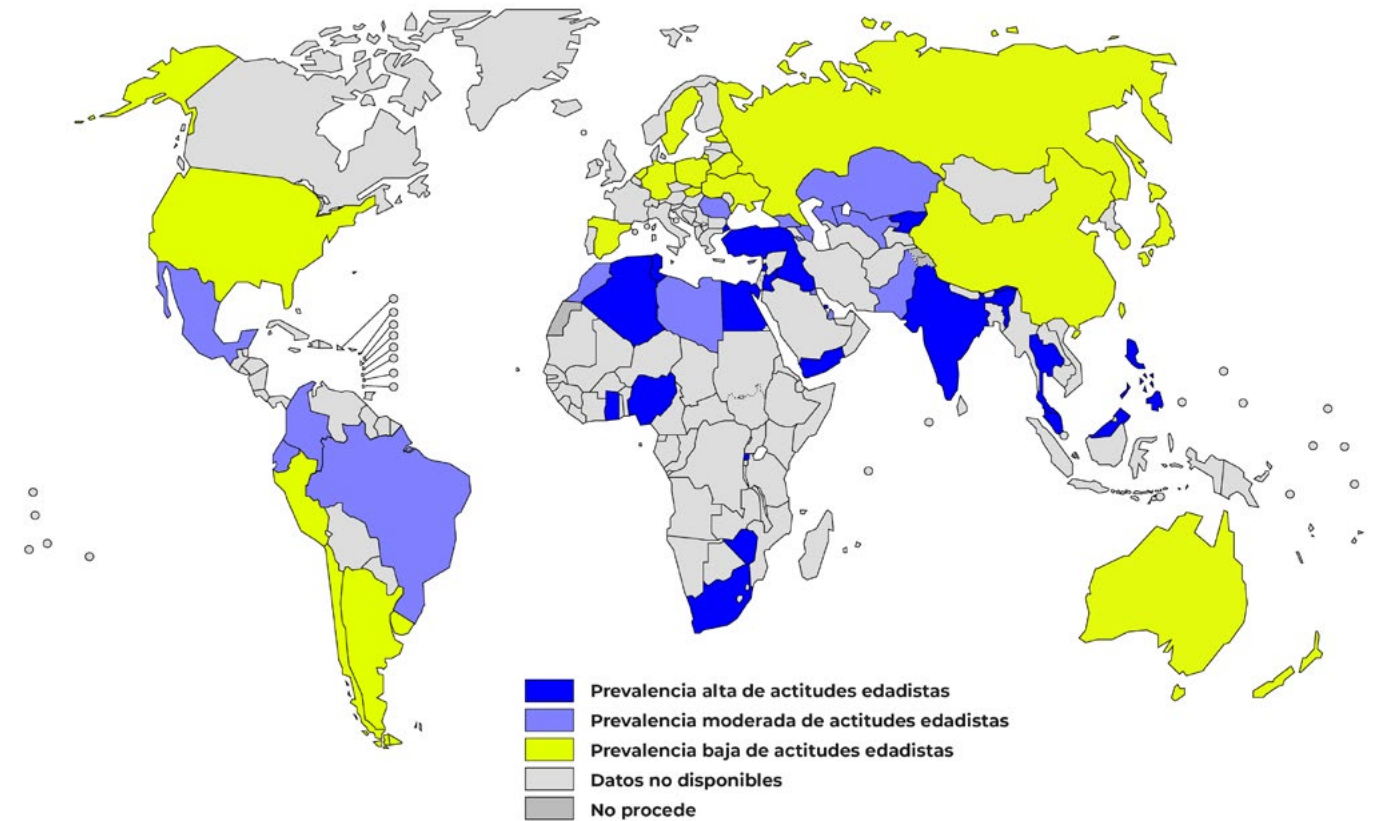 Prevalencia alta de actitudes edadistas
Prevalencia moderada de actitudes edadistas
Prevalencia baja de actitudes edadistas
Datos no disponibles
No procede